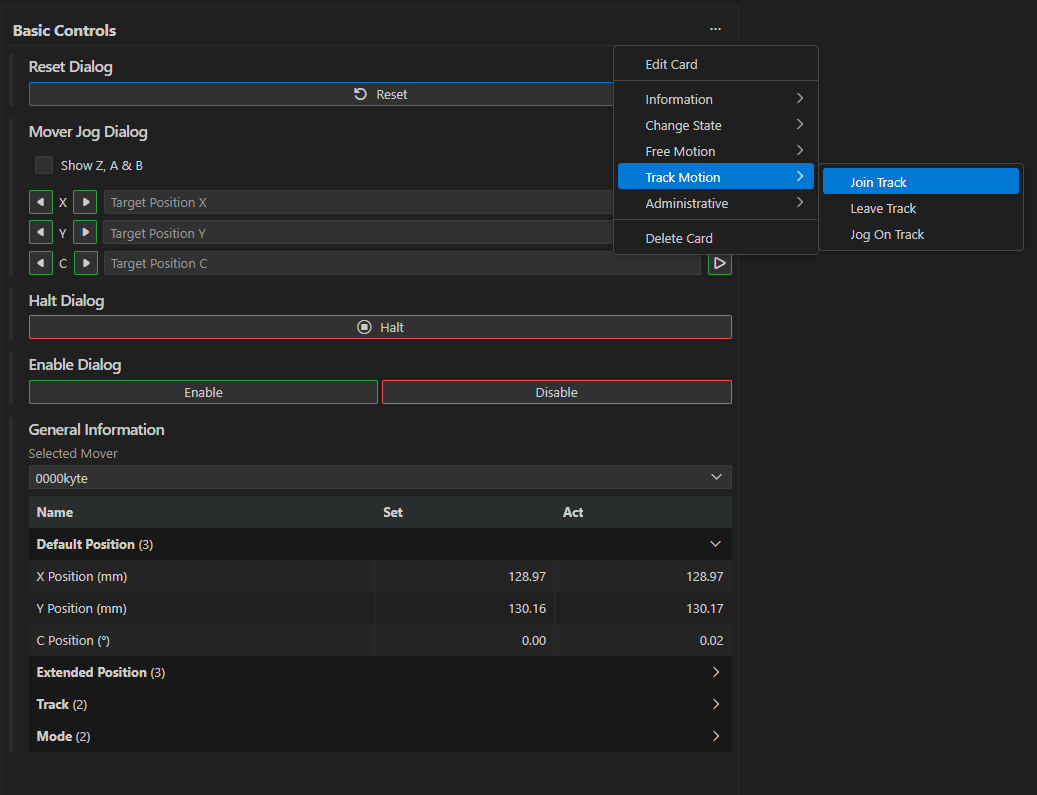 Basic Controls
...
Edit Card
Reset Dialog
Reset
Information
Change State
Mover Jog Dialog
Free Motion
Show Z, A & B
Track Motion
Join Track
X Target Position X
Administrative
Leave Track
Y Target Position Y
Delete Card
Jog On Track
C Target Position C
Halt Dialog
Halt
Enable Dialog
Enable Disable
General Information
Selected Mover
0000kyte
Name Set Act
Default Position (3)
X Position (mm) 128.97 128.97
Y Position (mm) 130.16 130.17
C Position (°) 0.00 0.02
Extended Position (3)
Track (2)
Mode (2)